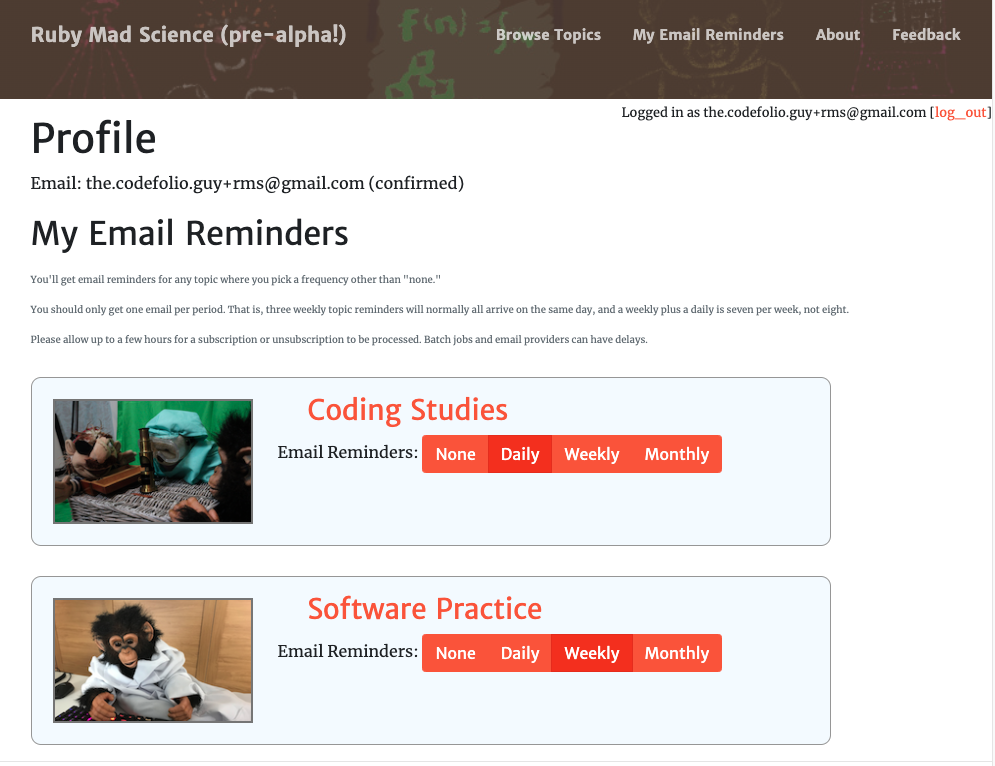 Ruby Mad Science (pre-alpha!)
Browse Topics
My Email Reminders
About
Feedback
Logged in as the.codefolio.guy+rms@gmail.com [log_out]
Profile
Email: the.codefolio.guy+rms@gmail.com (confirmed)
My Email Reminders
You'll get email reminders for any topic where you pick a frequency other than "none."
You should only get one email per period. That is, three weekly topic reminders will normally all arrive on the same day, and a weekly plus a daily is seven per week, not eight.
Please allow up to a few hours for a subscription or unsubscription to be processed. Batch jobs and email providers can have delays.
Coding Studies
Email Reminders: None Daily Weekly Monthly
Software Practice
Email Reminders: None Daily Weekly Monthly